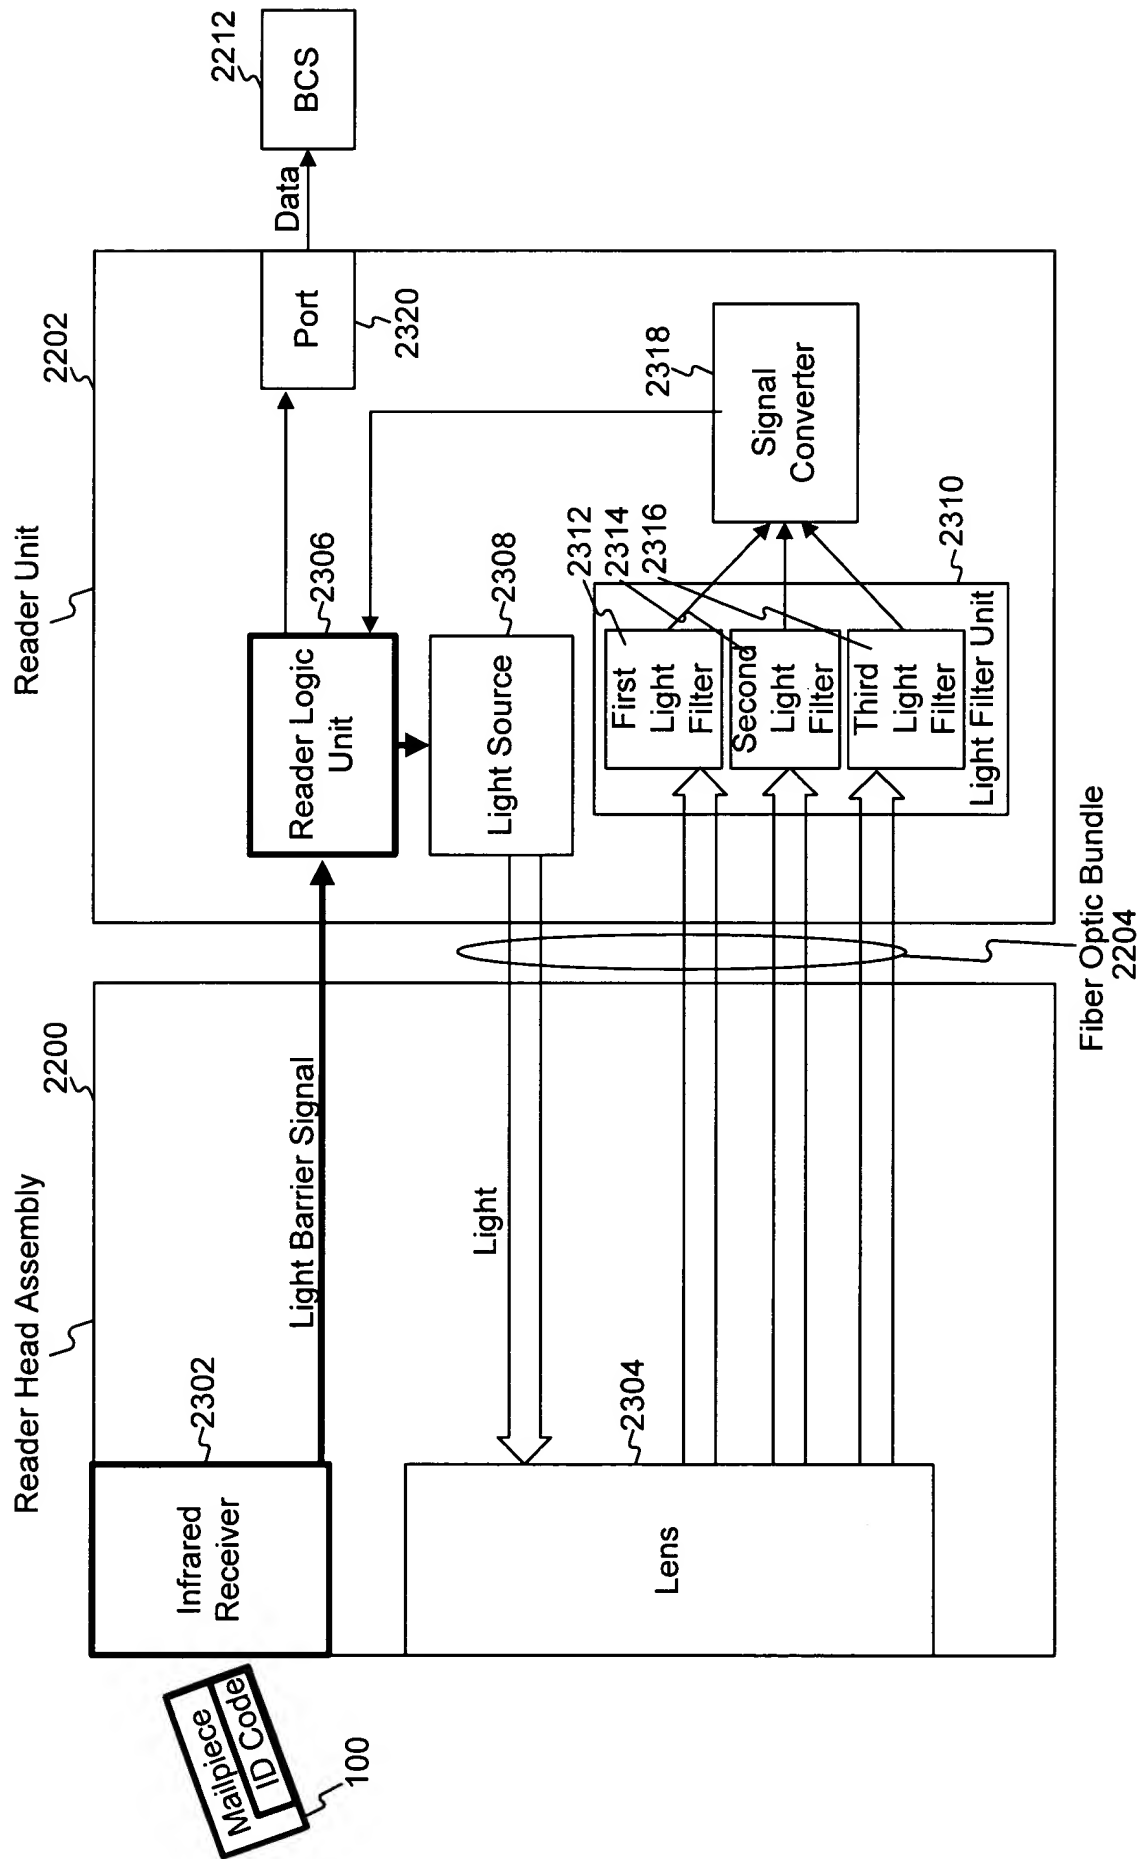 Reader Head Assembly
2200
Reader Unit
2202
Mailpiece
ID Code
100
Infrared
Receiver
2302
Light Barrier Signal
Reader Logic
Unit
2306
Port
2320
Data
BCS
2212
Light
Light Source
2308
Lens
2304
First
Light
Filter
2312
Second
Light
Filter
2314
Third
Light
Filter
2316
Light Filter Unit
2310
Signal
Converter
2318
Fiber Optic Bundle
2204